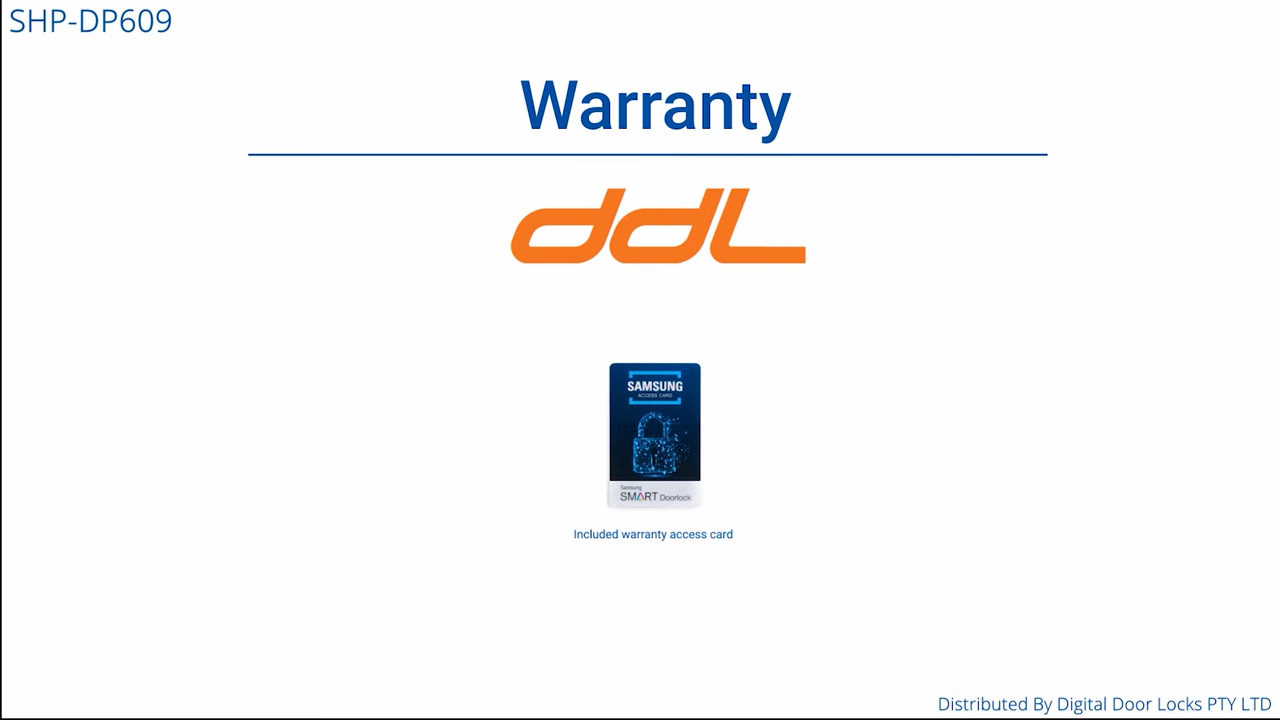 SHP-DP609
Warranty
ddL
SAMSUNG
ACCESS CARD
Samsung
SMART Doorlock
Included warranty access card
Distributed By Digital Door Locks PTY LTD